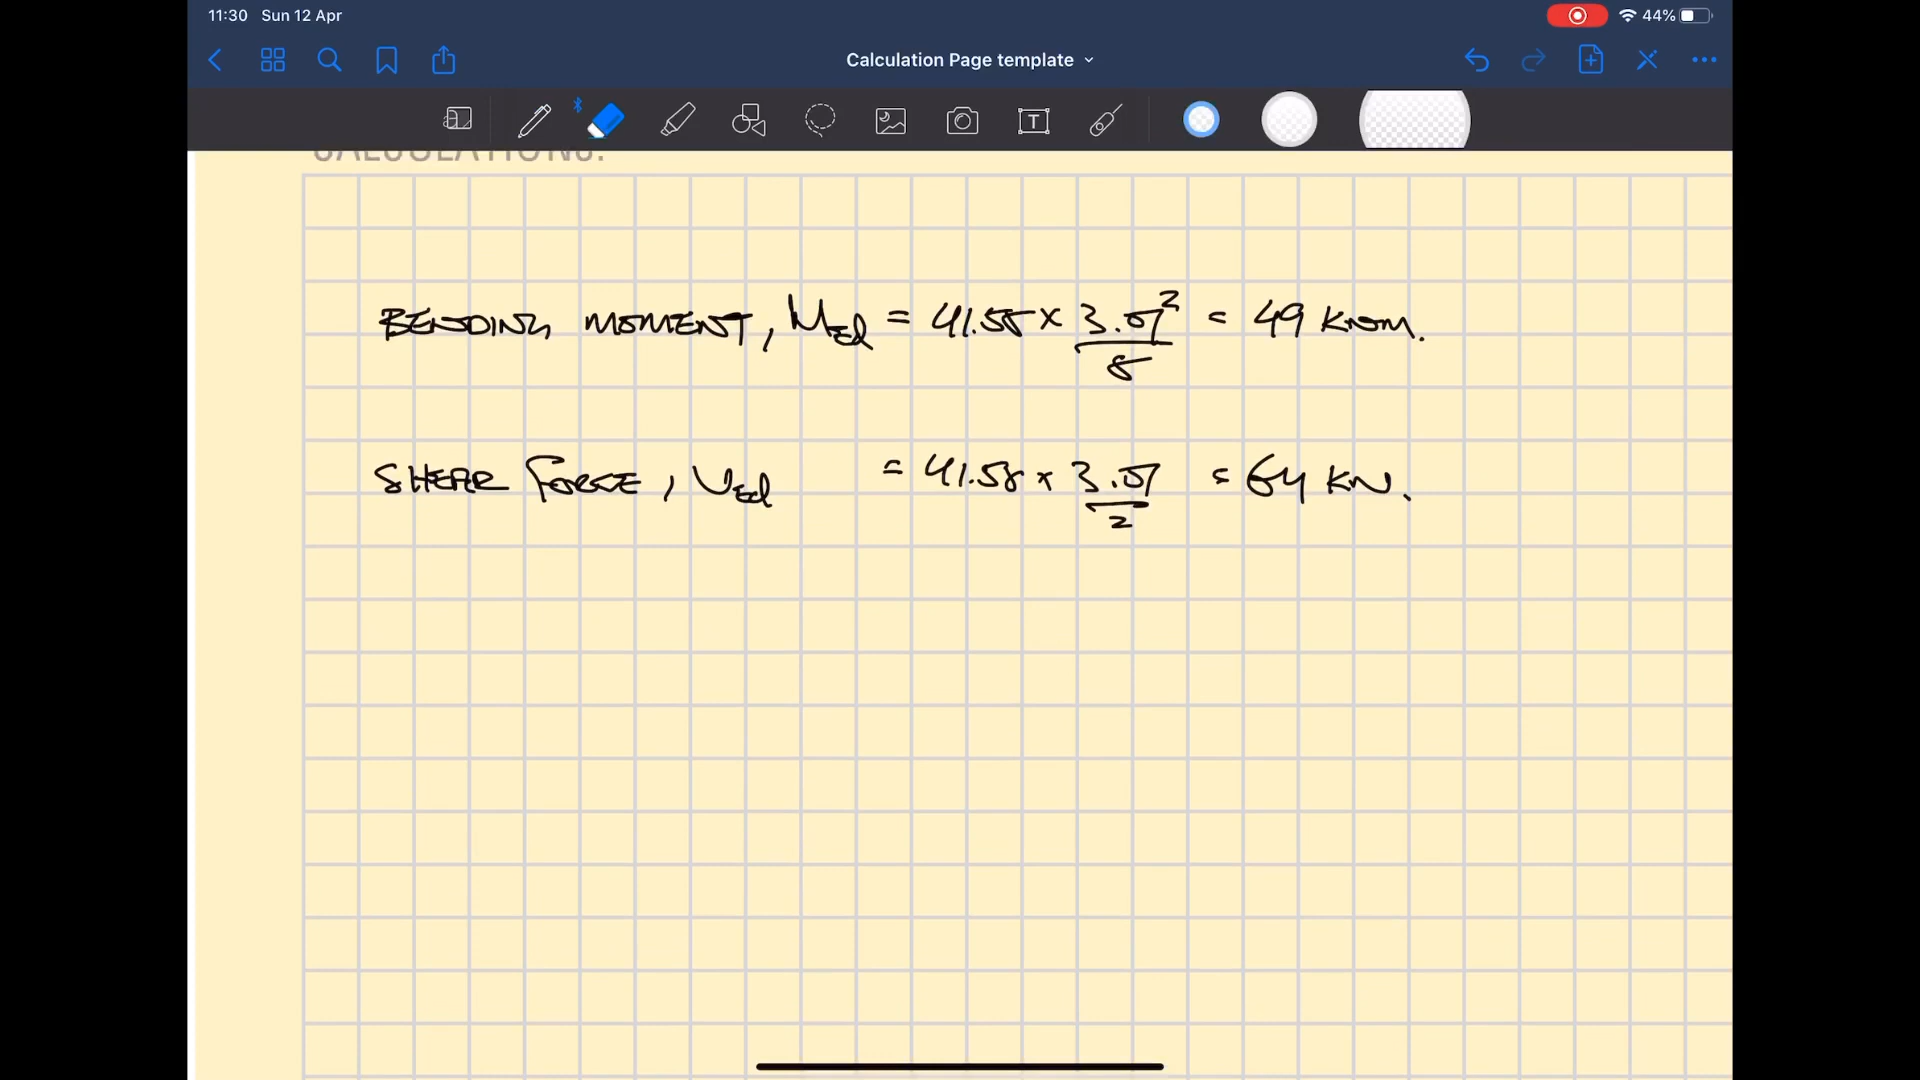 11:30 Sun 12 Apr 44%
Calculation Page template
T
CALCULATIONS:
BENDING MOMENT, MEd = 41.58 x 3.07² = 49 kNm.
8
SHEAR FORCE, VEd = 41.58 x 3.07 = 64 kN.
2